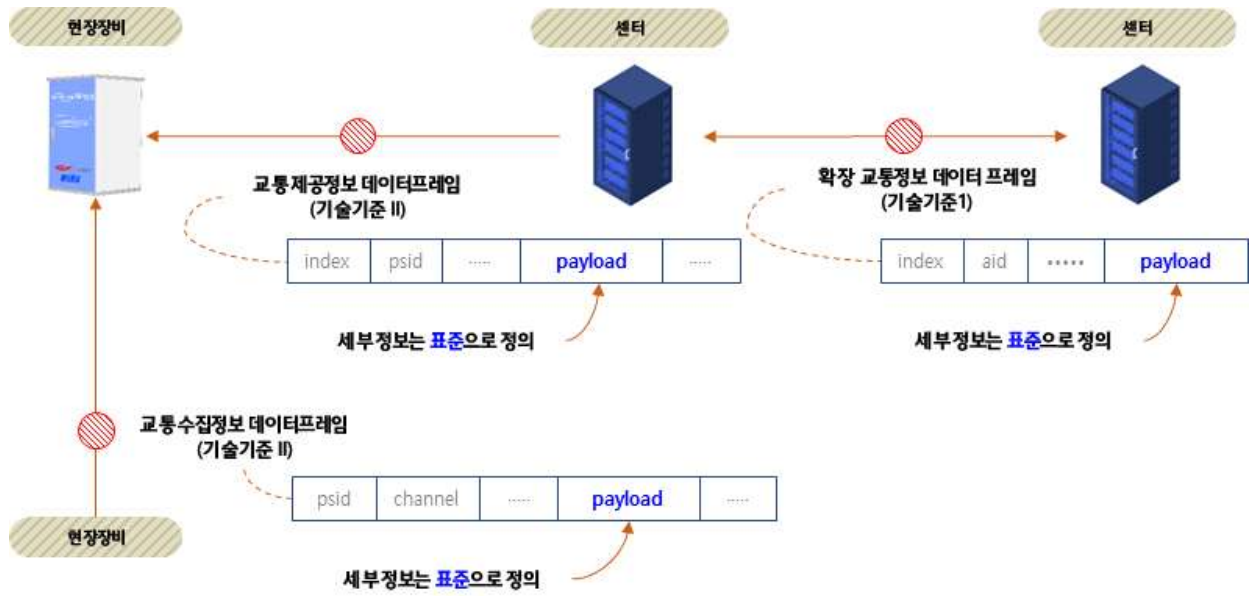 현장장비
센터
센터
교통제공정보 데이터프레임
(기술기준 II)
확장 교통정보 데이터 프레임
(기술기준1)
index psid ..... payload .....
index aid ***** payload
세부정보는 표준으로 정의
세부정보는 표준으로 정의
교통수집정보 데이터프레임
(기술기준 II)
psid channel ..... payload .....
현장장비
세부정보는 표준으로 정의